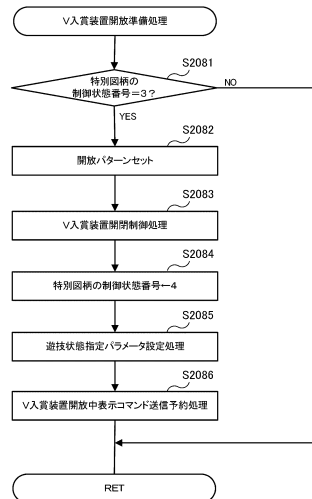 V入賞装置開放準備処理
S2081
特別図柄の
制御状態番号=3?
NO
YES
S2082
開放パターンセット
S2083
V入賞装置開閉制御処理
S2084
特別図柄の制御状態番号←4
S2085
遊技状態指定パラメータ設定処理
S2086
V入賞装置開放中表示コマンド送信予約処理
RET